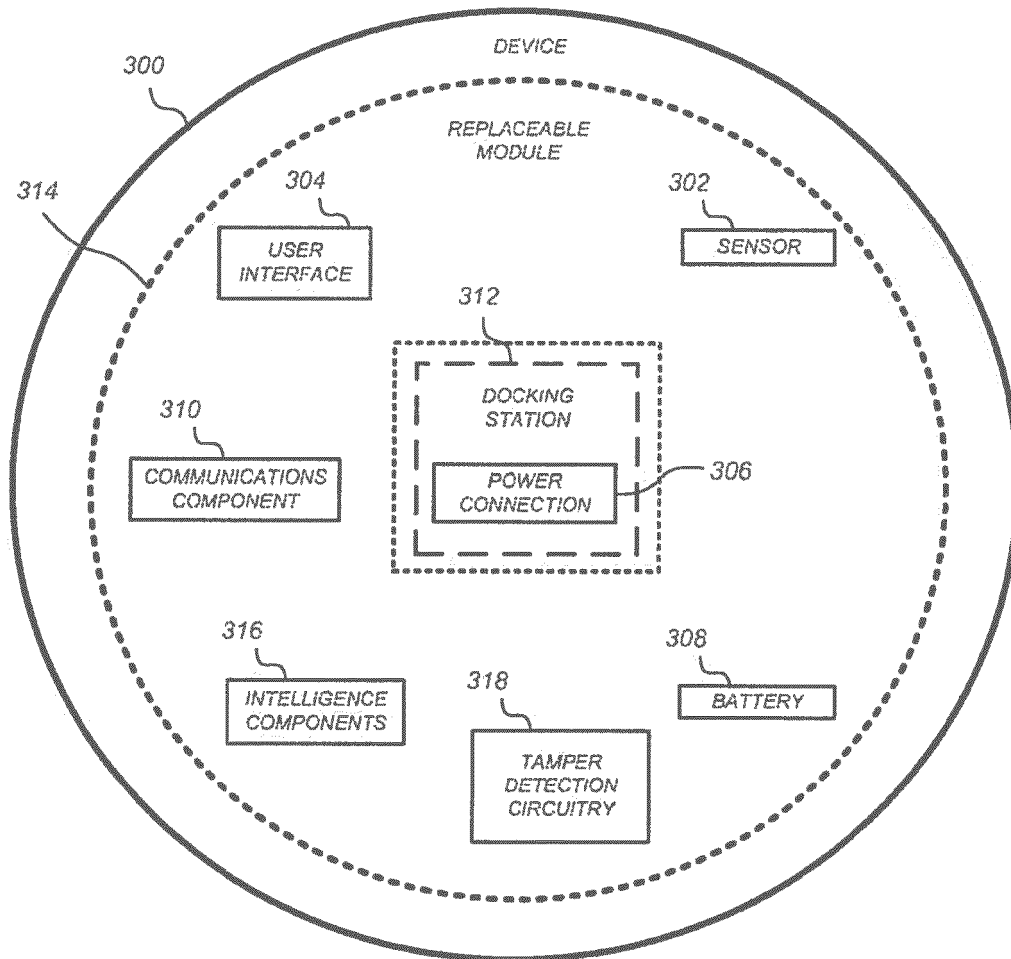 DEVICE
300
REPLACEABLE
MODULE
314
304
302
USER
INTERFACE
SENSOR
312
DOCKING
STATION
310
COMMUNICATIONS
COMPONENT
306
POWER
CONNECTION
316
308
INTELLIGENCE
COMPONENTS
318
BATTERY
TAMPER
DETECTION
CIRCUITRY